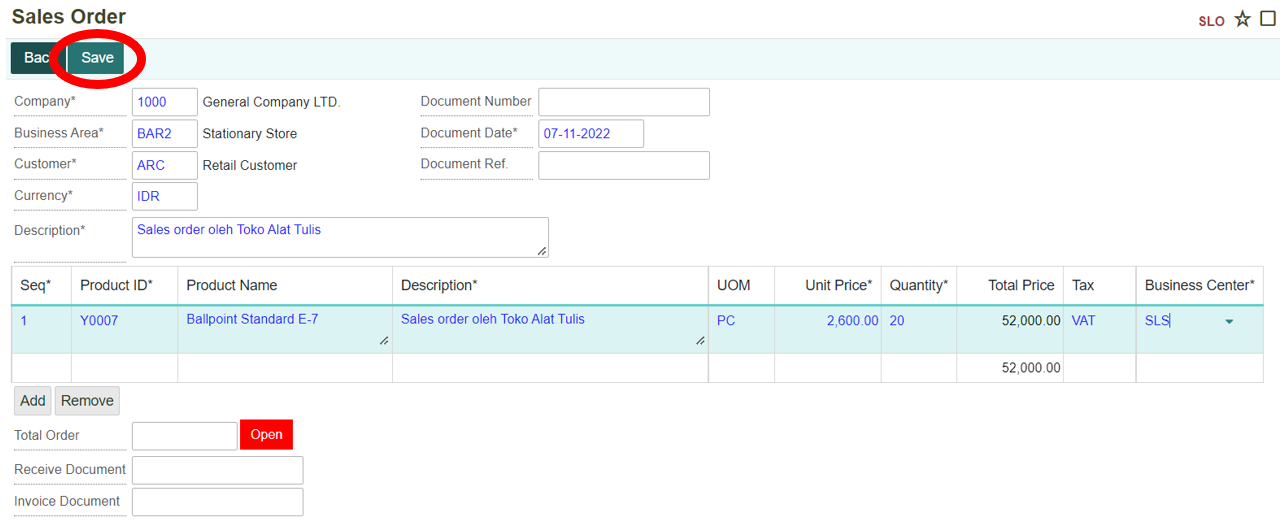 Sales Order
SLO
Back Save
Company* 1000 General Company LTD. Document Number
Business Area* BAR2 Stationary Store Document Date* 07-11-2022
Customer* ARC Retail Customer Document Ref.
Currency* IDR
Description* Sales order oleh Toko Alat Tulis
Seq* Product ID* Product Name Description* UOM Unit Price* Quantity* Total Price Tax Business Center*
1 Y0007 Ballpoint Standard E-7 Sales order oleh Toko Alat Tulis PC 2,600.00 20 52,000.00 VAT SLS
52,000.00
Add Remove
Total Order Open
Receive Document
Invoice Document